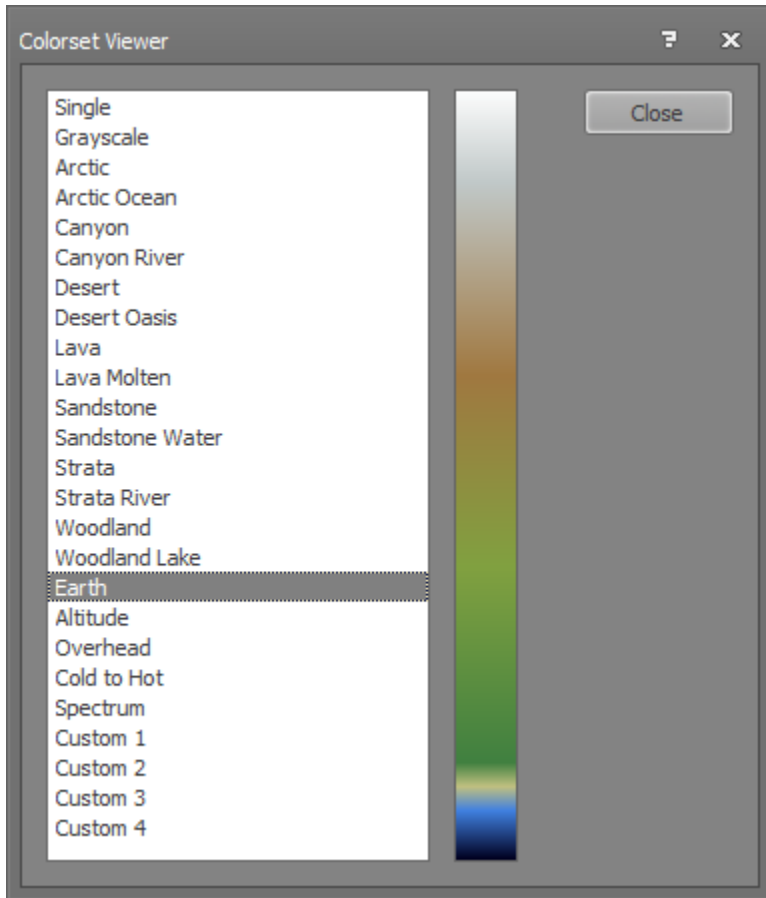 Colorset Viewer
Single
Grayscale
Arctic
Arctic Ocean
Canyon
Canyon River
Desert
Desert Oasis
Lava
Lava Molten
Sandstone
Sandstone Water
Strata
Strata River
Woodland
Woodland Lake
Earth
Altitude
Overhead
Cold to Hot
Spectrum
Custom 1
Custom 2
Custom 3
Custom 4
Close